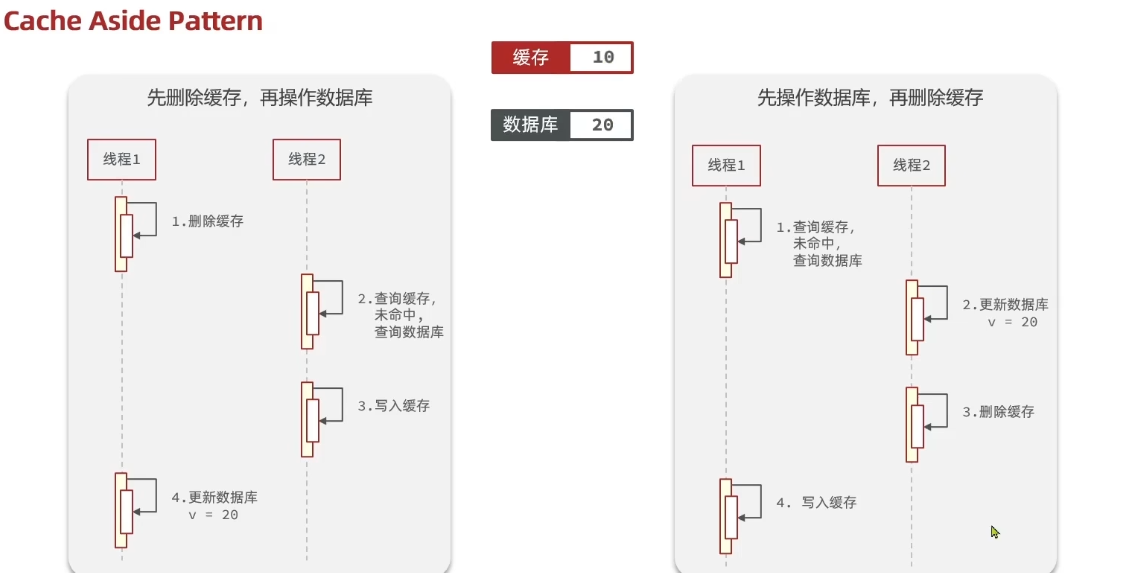 Cache Aside Pattern
缓存 10
数据库 20
先删除缓存，再操作数据库
线程1
线程2
1.删除缓存
2.查询缓存，
未命中，
查询数据库
3.写入缓存
4.更新数据库
v = 20
先操作数据库，再删除缓存
线程1
线程2
1.查询缓存，
未命中，
查询数据库
2.更新数据库
v = 20
3.删除缓存
4. 写入缓存